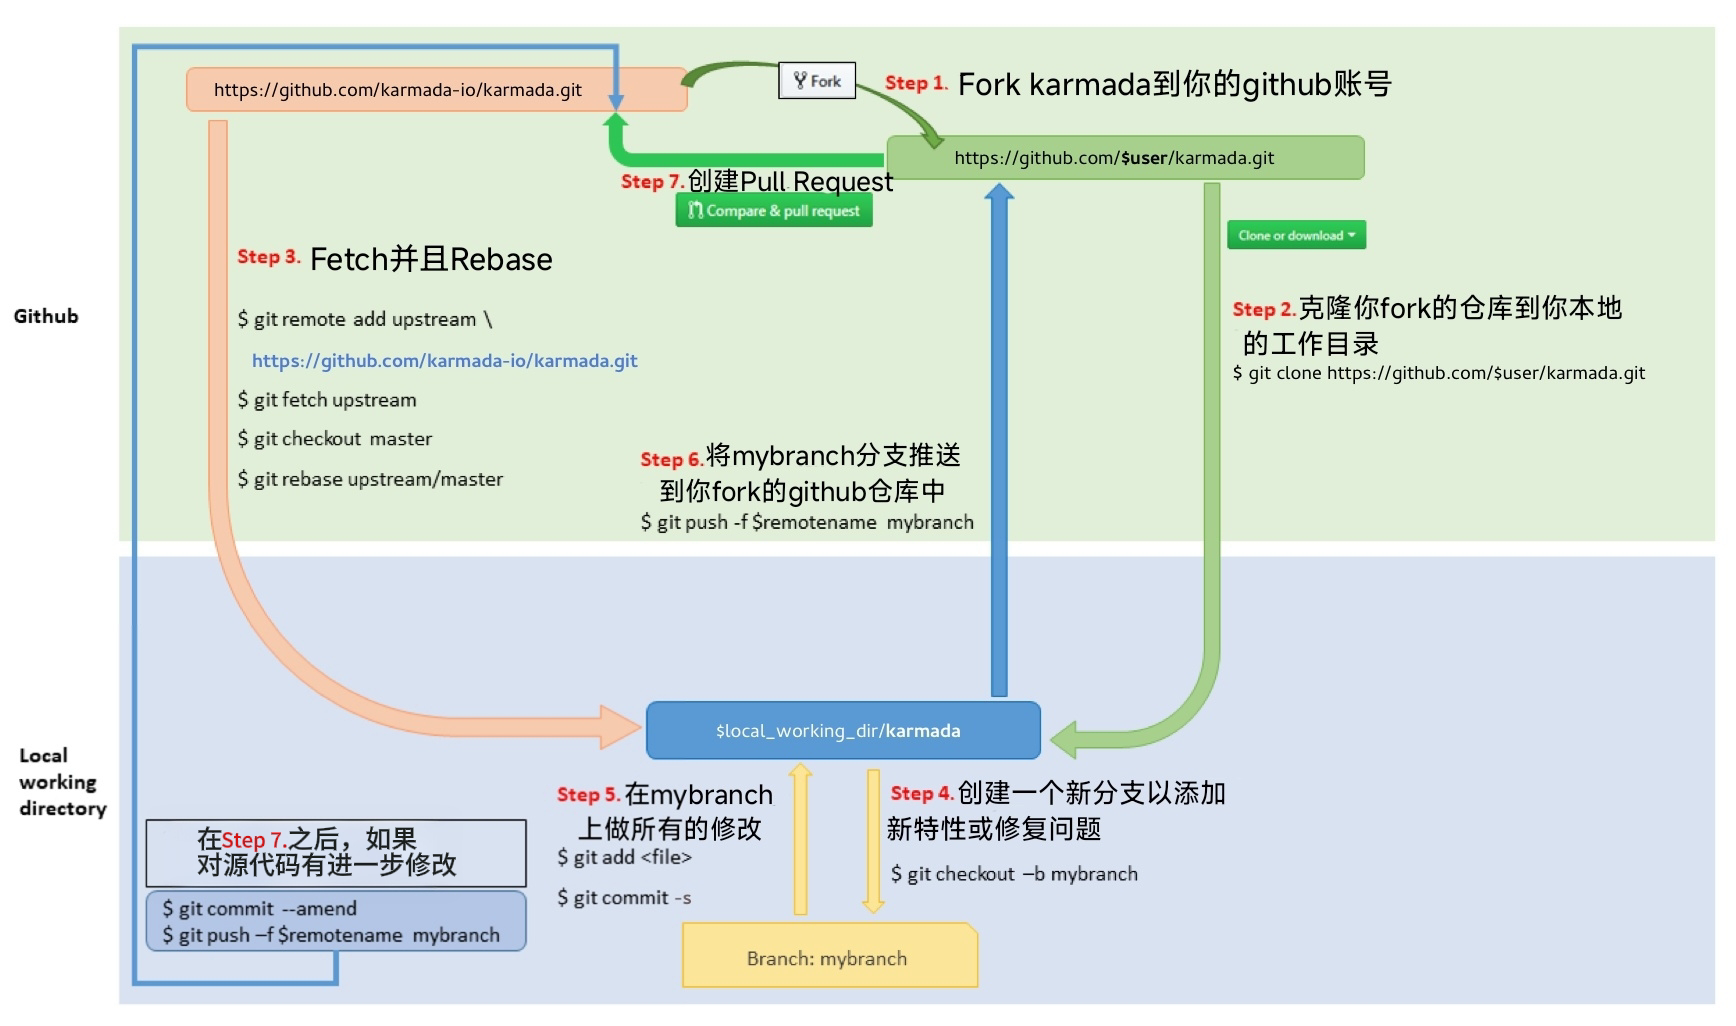 https://github.com/karmada-io/karmada.git
Fork
Step 1. Fork karmada到你的github账号
https://github.com/$user/karmada.git
Step 7.创建Pull Request
Compare & pull request
Clone or download
Step 3. Fetch并且Rebase
$ git remote add upstream \
https://github.com/karmada-io/karmada.git
$ git fetch upstream
$ git checkout master
$ git rebase upstream/master
Github
Step 2.克隆你fork的仓库到你本地
的工作目录
$ git clone https://github.com/$user/karmada.git
Step 6.将mybranch分支推送
到你fork的github仓库中
$ git push -f $remotename mybranch
$local_working_dir/karmada
Local
working
directory
Step 5.在mybranch
上做所有的修改
$ git add <file>
$ git commit -s
Step 4.创建一个新分支以添加
新特性或修复问题
$ git checkout –b mybranch
在Step 7.之后，如果
对源代码有进一步修改
$ git commit --amend
$ git push –f $remotename mybranch
Branch: mybranch